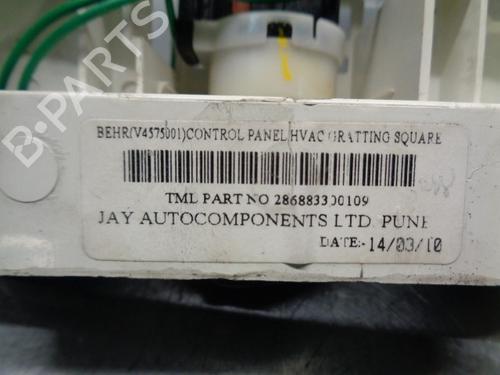 BEHR(V4575001)CONTROL PANEL HVAC GRATTING SQUARE
TML PART NO 286883300109
JAY AUTOCOMPONENTS LTD. PUNE
DATE:-14/03/10
B-PARTS